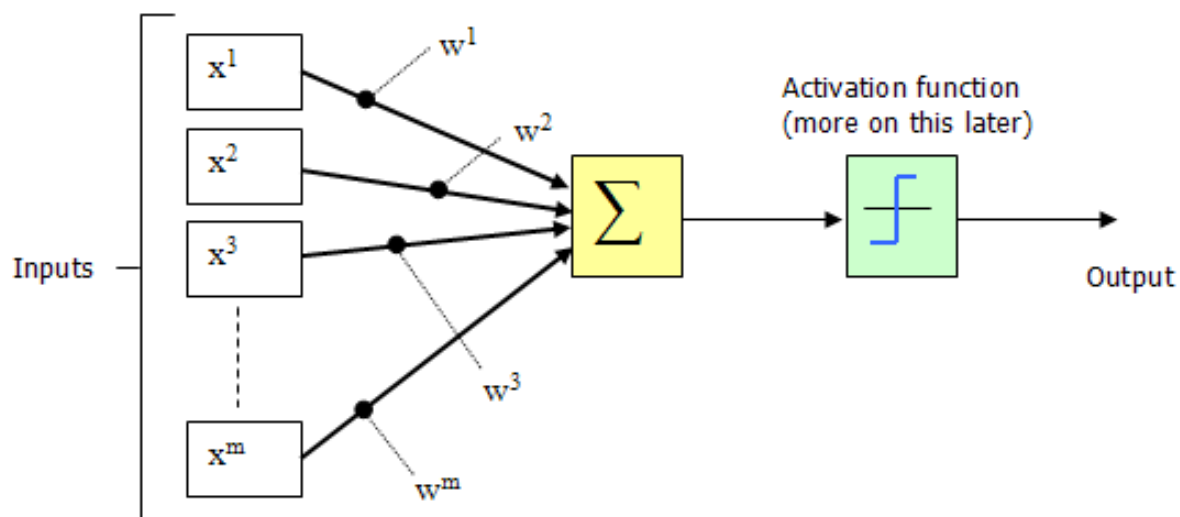 Inputs
x¹
x²
x³
xᵐ
w¹
w²
w³
wᵐ
∑
Activation function
(more on this later)
Output